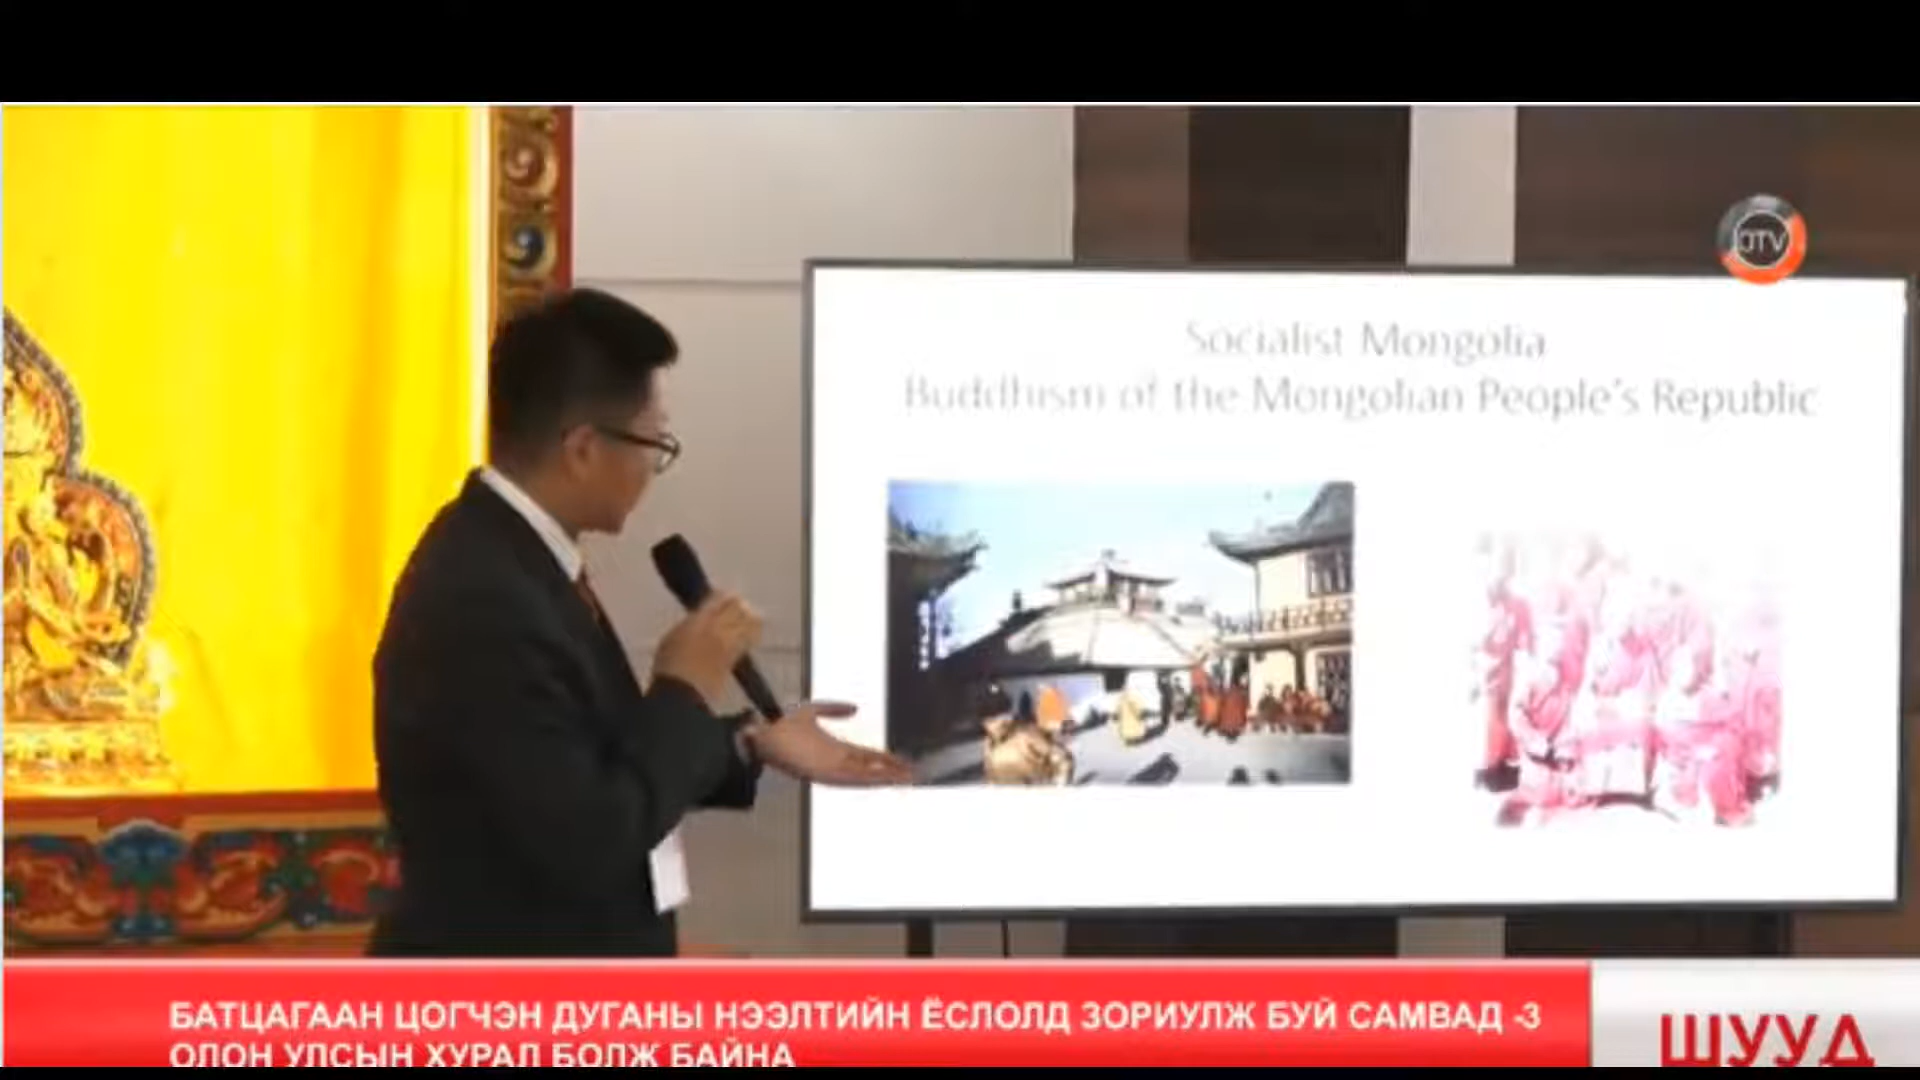 JTV
Socialist Mongolia
Buddhism of the Mongolian People's Republic
БАТЦАГААН ЦОГЧЭН ДУГАНЫ НЭЭЛТИЙН ЁСЛОЛД ЗОРИУЛЖ БУЙ САМВАД -3
ОЛОН УЛСЫН ХУРАЛ БОЛЖ БАЙНА
ШУУД